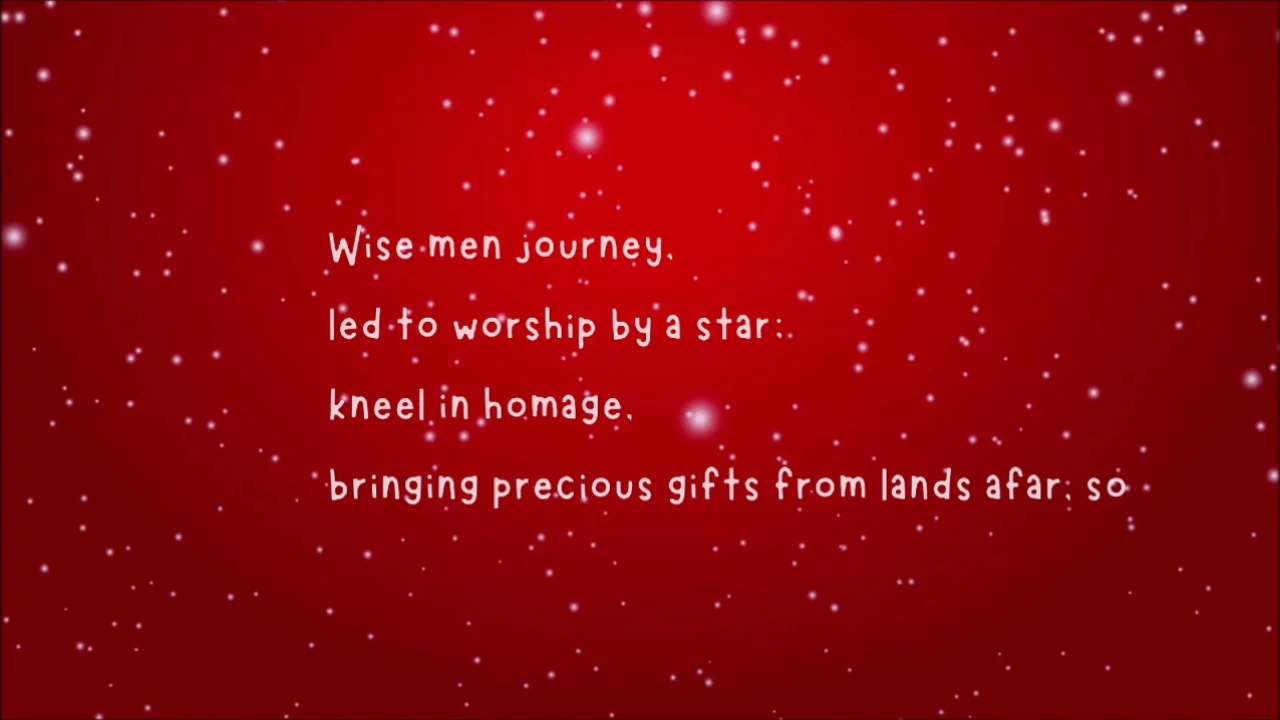 Wise men journey,
led to worship by a star:
kneel in homage,
bringing precious gifts from lands afar; so